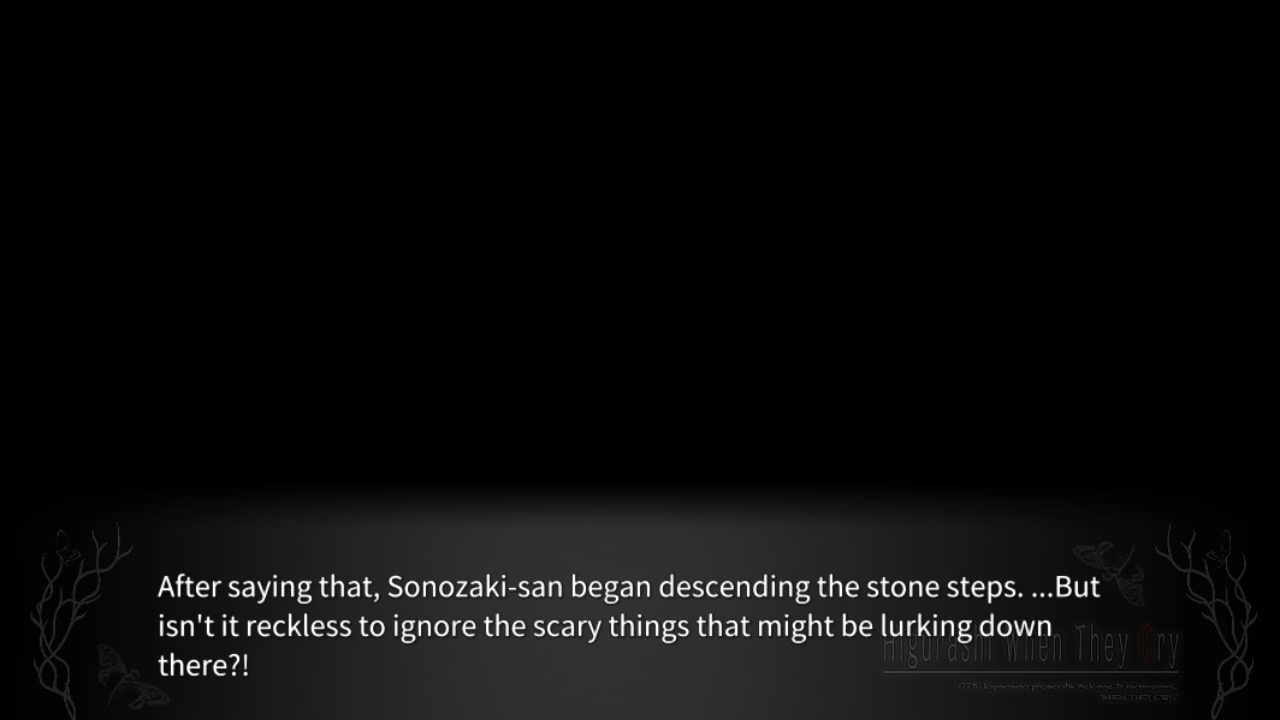 After saying that, Sonozaki-san began descending the stone steps. ...But
isn't it reckless to ignore the scary things that might be lurking down
there?!
Higurashi When They Cry